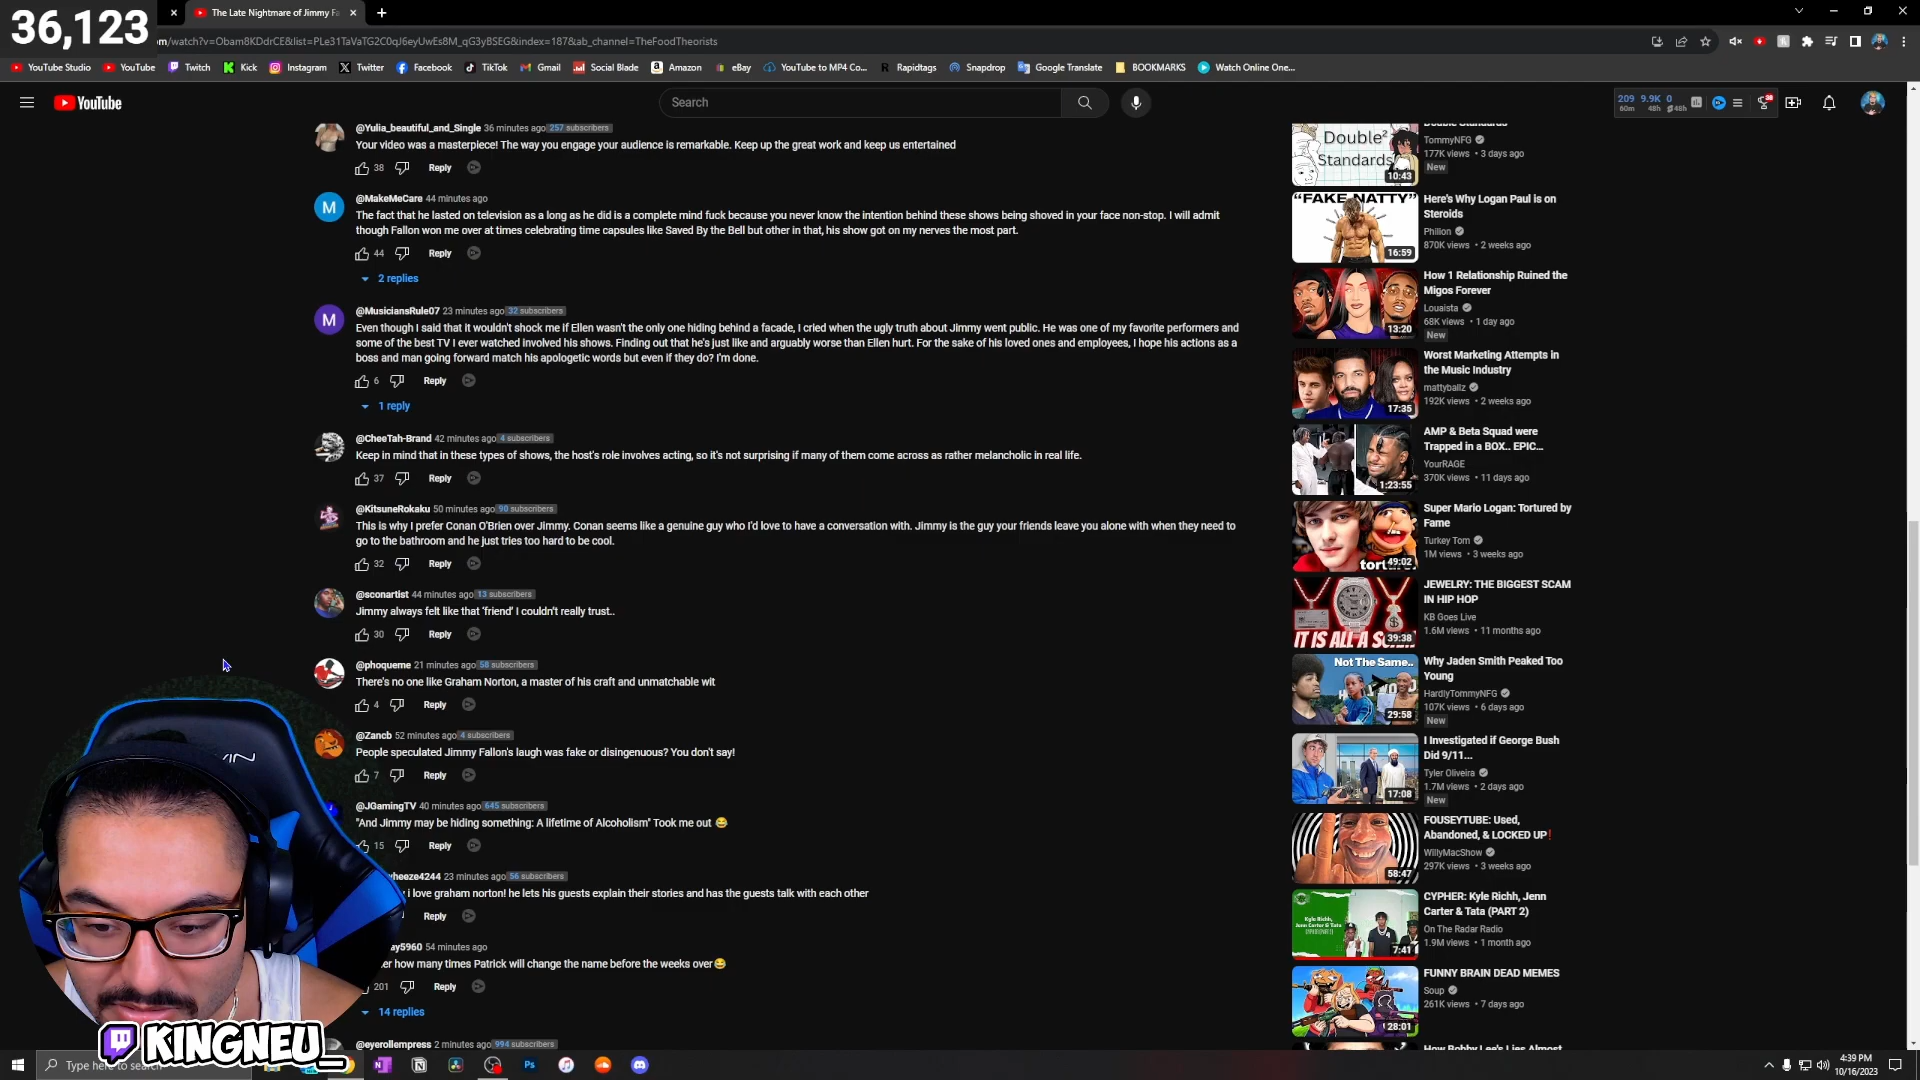 36,123
The Late Nightmare of Jimmy Fa
/watch?v=Obam8KDdrCE&list=PLe31TaVaTG2C0qJ6eyUwEs8M_qG3yBSEG&index=187&ab_channel=TheFoodTheorists
YouTube Studio YouTube Twitch Kick Instagram Twitter Facebook TikTok Gmail Social Blade Amazon eBay YouTube to MP4 Co... Rapidtags Snapdrop Google Translate BOOKMARKS Watch Online One...
YouTube
Search
209 9.9K 0
60m 48h 48h
38
@Yulia_beautiful_and_Single 36 minutes ago 257 subscribers
Your video was a masterpiece! The way you engage your audience is remarkable. Keep up the great work and keep us entertained
38 Reply
@MakeMeCare 44 minutes ago
The fact that he lasted on television as a long as he did is a complete mind fuck because you never know the intention behind these shows being shoved in your face non-stop. I will admit
though Fallon won me over at times celebrating time capsules like Saved By the Bell but other in that, his show got on my nerves the most part.
44 Reply
2 replies
@MusiciansRule07 23 minutes ago 32 subscribers
Even though I said that it wouldn't shock me if Ellen wasn't the only one hiding behind a facade, I cried when the ugly truth about Jimmy went public. He was one of my favorite performers and
some of the best TV I ever watched involved his shows. Finding out that he's just like and arguably worse than Ellen hurt. For the sake of his loved ones and employees, I hope his actions as a
boss and man going forward match his apologetic words but even if they do? I'm done.
6 Reply
1 reply
@CheeTah-Brand 42 minutes ago 4 subscribers
Keep in mind that in these types of shows, the host's role involves acting, so it's not surprising if many of them come across as rather melancholic in real life.
37 Reply
@KitsuneRokaku 50 minutes ago 90 subscribers
This is why I prefer Conan O'Brien over Jimmy. Conan seems like a genuine guy who I'd love to have a conversation with. Jimmy is the guy your friends leave you alone with when they need to
go to the bathroom and he just tries too hard to be cool.
32 Reply
@sconartist 44 minutes ago 13 subscribers
Jimmy always felt like that 'friend' I couldn't really trust..
30 Reply
@phoqueme 21 minutes ago 58 subscribers
There's no one like Graham Norton, a master of his craft and unmatchable wit
4 Reply
@Zancb 52 minutes ago 4 subscribers
People speculated Jimmy Fallon's laugh was fake or disingenuous? You don't say!
7 Reply
@JGamingTV 40 minutes ago 645 subscribers
"And Jimmy may be hiding something: A lifetime of Alcoholism" Took me out 😂
15 Reply
heeze4244 23 minutes ago 56 subscribers
i love graham norton! he lets his guests explain their stories and has the guests talk with each other
Reply
ay5960 54 minutes ago
how many times Patrick will change the name before the weeks over😂
201 Reply
14 replies
@eyerollempress 2 minutes ago 994 subscribers
Double²
Standards
10:43
Double Standards
TommyNFG
177K views • 3 days ago
New
"FAKE NATTY"
16:59
Here's Why Logan Paul is on
Steroids
Philion
870K views • 2 weeks ago
13:20
How 1 Relationship Ruined the
Migos Forever
Louaista
68K views • 1 day ago
New
17:35
Worst Marketing Attempts in
the Music Industry
mattyballz
192K views • 2 weeks ago
1:23:55
AMP & Beta Squad were
Trapped in a BOX.. EPIC...
YourRAGE
370K views • 11 days ago
tort
49:02
Super Mario Logan: Tortured by
Fame
Turkey Tom
1M views • 3 weeks ago
IT IS ALL A S
39:38
JEWELRY: THE BIGGEST SCAM
IN HIP HOP
KB Goes Live
1.6M views • 11 months ago
Not The Same..
29:58
Why Jaden Smith Peaked Too
Young
HardlyTommyNFG
107K views • 6 days ago
New
17:08
I Investigated if George Bush
Did 9/11...
Tyler Oliveira
1.7M views • 2 days ago
New
58:47
FOUSEYTUBE: Used,
Abandoned, & LOCKED UP❗
WillyMacShow
297K views • 3 weeks ago
Kyle Richh,
Jenn Carter
& Tata
7:41
CYPHER: Kyle Richh, Jenn
Carter & Tata (PART 2)
On The Radar Radio
1.9M views • 1 month ago
28:01
FUNNY BRAIN DEAD MEMES
Soup
261K views • 7 days ago
How Bobby Lee's Lies Almost
KINGNEU_
Type here to search
Ps
4:39 PM
10/16/2023